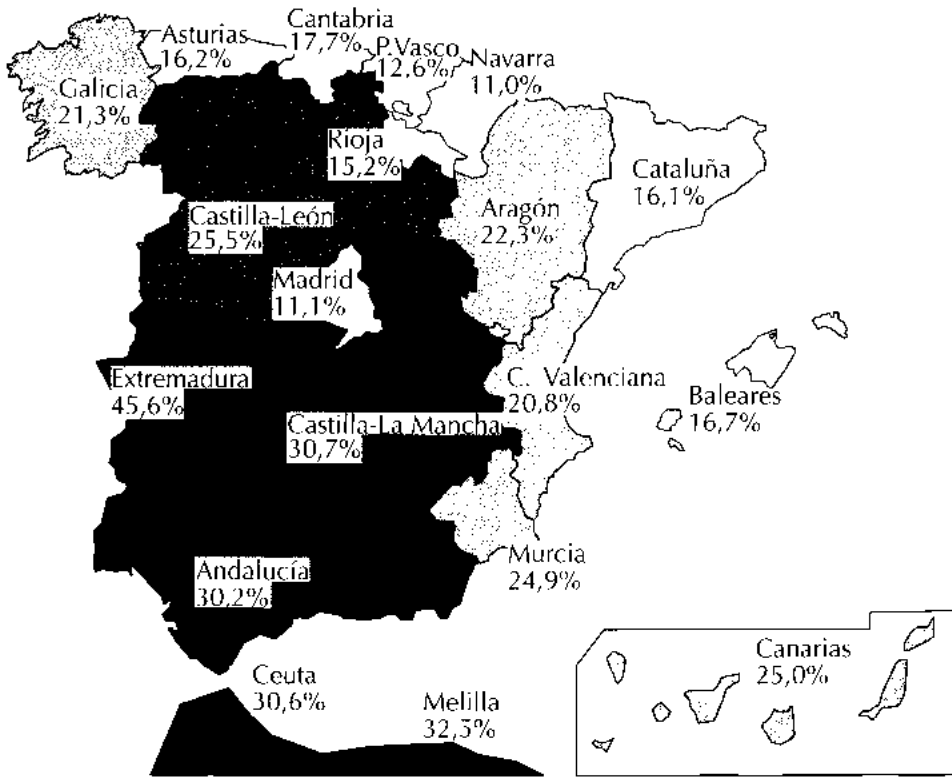 Asturias
16,2%
Cantabria
17,7%
P.Vasco
12,6%
Navarra
11,0%
Galicia
21,3%
Rioja
15,2%
Cataluña
16,1%
Castilla-León
25,5%
Aragón
22,3%
Madrid
11,1%
Extremadura
45,6%
C. Valenciana
20,8%
Baleares
16,7%
Castilla-La Mancha
30,7%
Murcia
24,9%
Andalucía
30,2%
Ceuta
30,6%
Melilla
32,3%
Canarias
25,0%